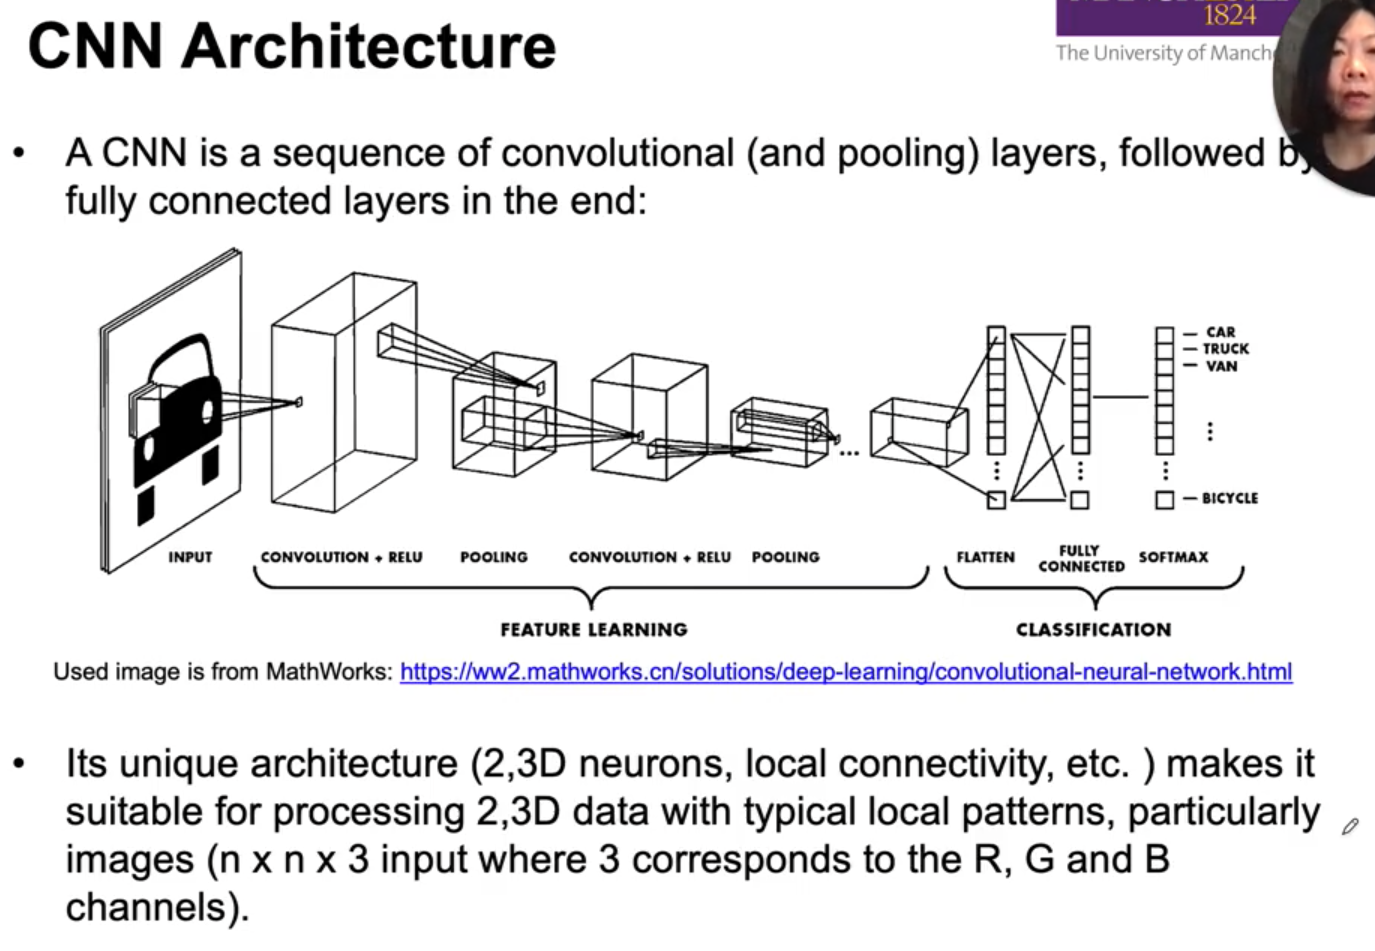 CNN Architecture
1824
The University of Manch
• A CNN is a sequence of convolutional (and pooling) layers, followed by
fully connected layers in the end:
CAR
TRUCK
VAN
BICYCLE
INPUT
CONVOLUTION + RELU
POOLING
CONVOLUTION + RELU
POOLING
FLATTEN
FULLY
CONNECTED
SOFTMAX
FEATURE LEARNING
CLASSIFICATION
Used image is from MathWorks: https://ww2.mathworks.cn/solutions/deep-learning/convolutional-neural-network.html
• Its unique architecture (2,3D neurons, local connectivity, etc. ) makes it
suitable for processing 2,3D data with typical local patterns, particularly
images (n x n x 3 input where 3 corresponds to the R, G and B
channels).